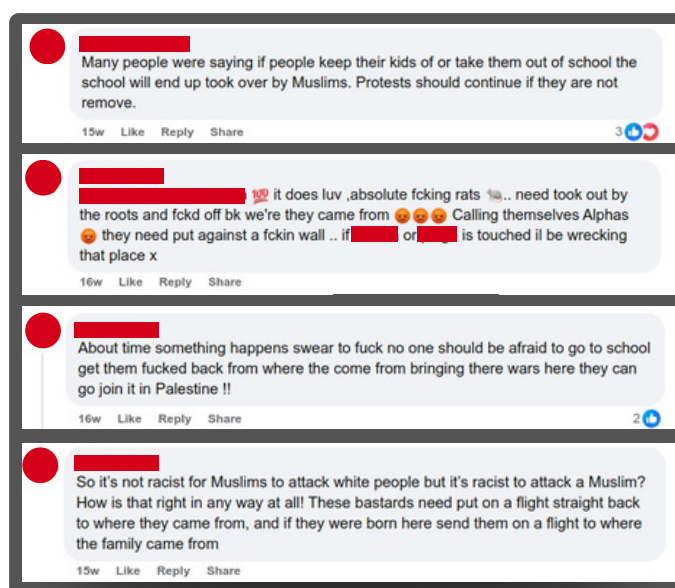 Many people were saying if people keep their kids of or take them out of school the
school will end up took over by Muslims. Protests should continue if they are not
remove.
15w Like Reply Share 3
💯 it does luv ,absolute fcking rats 🐀.. need took out by
the roots and fckd off bk we're they came from 😡😡😡 Calling themselves Alphas
😡 they need put against a fckin wall .. if or is touched il be wrecking
that place x
16w Like Reply Share
About time something happens swear to fuck no one should be afraid to go to school
get them fucked back from where the come from bringing there wars here they can
go join it in Palestine !!
16w Like Reply Share 2
So it's not racist for Muslims to attack white people but it's racist to attack a Muslim?
How is that right in any way at all! These bastards need put on a flight straight back
to where they came from, and if they were born here send them on a flight to where
the family came from
15w Like Reply Share